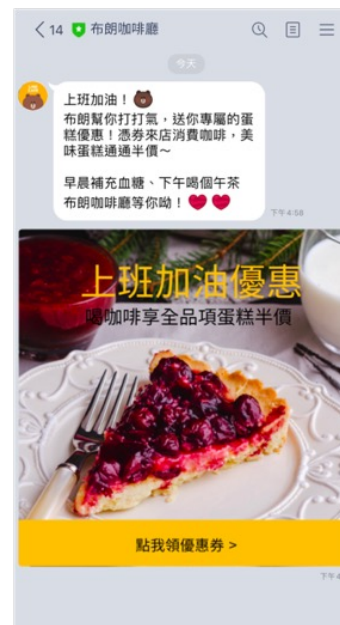 14 布朗咖啡廳
今天
上班加油！
布朗幫你打打氣，送你專屬的蛋
糕優惠！憑券來店消費咖啡，美
味蛋糕通通半價～
早晨補充血糖、下午喝個午茶
布朗咖啡廳等你呦！
下午 4:58
上班加油優惠
喝咖啡享全品項蛋糕半價
點我領優惠券 >
下午 4